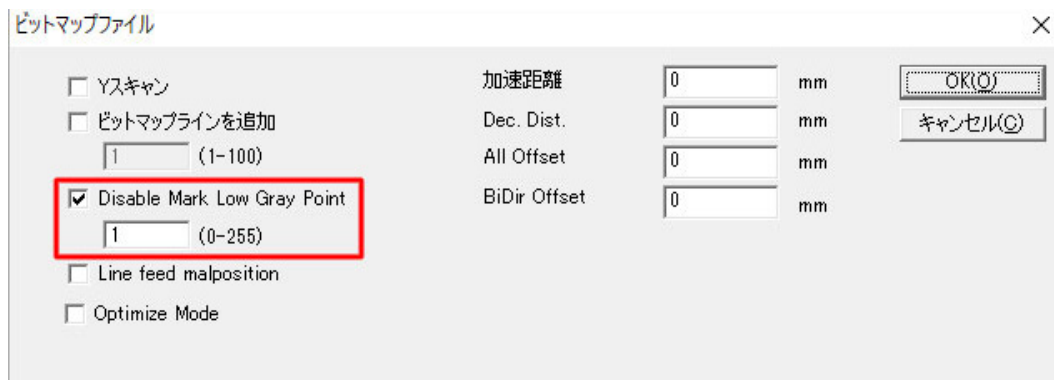 ビットマップファイル
Yスキャン
ビットマップラインを追加
1 (1-100)
Disable Mark Low Gray Point
1 (0-255)
Line feed malposition
Optimize Mode
加速距離 0 mm
Dec. Dist. 0 mm
All Offset 0 mm
BiDir Offset 0 mm
OK(O)
キャンセル(C)